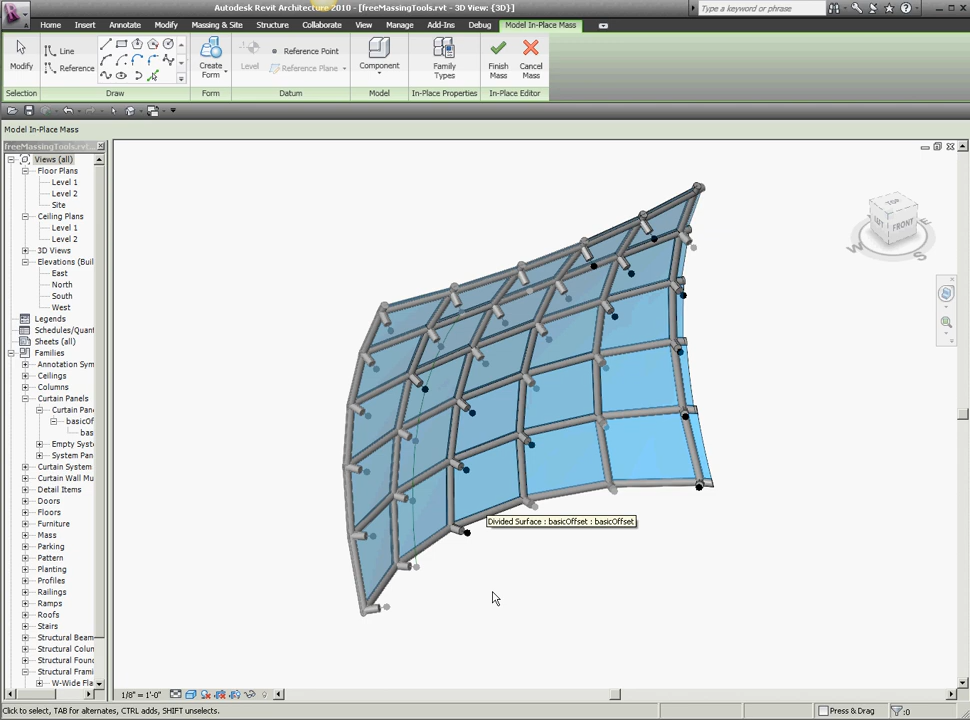 Autodesk Revit Architecture 2010 - [freeMassingTools.rvt - 3D View: {3D}]
Type a keyword or phrase
Home Insert Annotate Modify Massing & Site Structure Collaborate View Manage Add-Ins Debug Model In-Place Mass
Modify
Line
Reference
Create
Form
Level
Reference Point
Reference Plane
Component
Family
Types
Finish
Mass
Cancel
Mass
Selection Draw Form Datum Model In-Place Properties In-Place Editor
Model In-Place Mass
freeMassingTools.rv
Views (all)
Floor Plans
Level 1
Level 2
Site
Ceiling Plans
Level 1
Level 2
3D Views
Elevations (Buil
East
North
South
West
Legends
Schedules/Quant
Sheets (all)
Families
Annotation Sym
Ceilings
Columns
Curtain Panels
Curtain Pane
basicOf
bas
Empty Syste
System Pan
Curtain System
Curtain Wall Mu
Detail Items
Doors
Floors
Furniture
Mass
Parking
Pattern
Planting
Profiles
Railings
Ramps
Roofs
Stairs
Structural Beam
Structural Colum
Structural Found
Structural Frami
W-Wide Fla
TOP
FRONT
W
S
E
Divided Surface : basicOffset : basicOffset
1/8" = 1'-0"
Click to select, TAB for alternates, CTRL adds, SHIFT unselects.
Press & Drag
:0